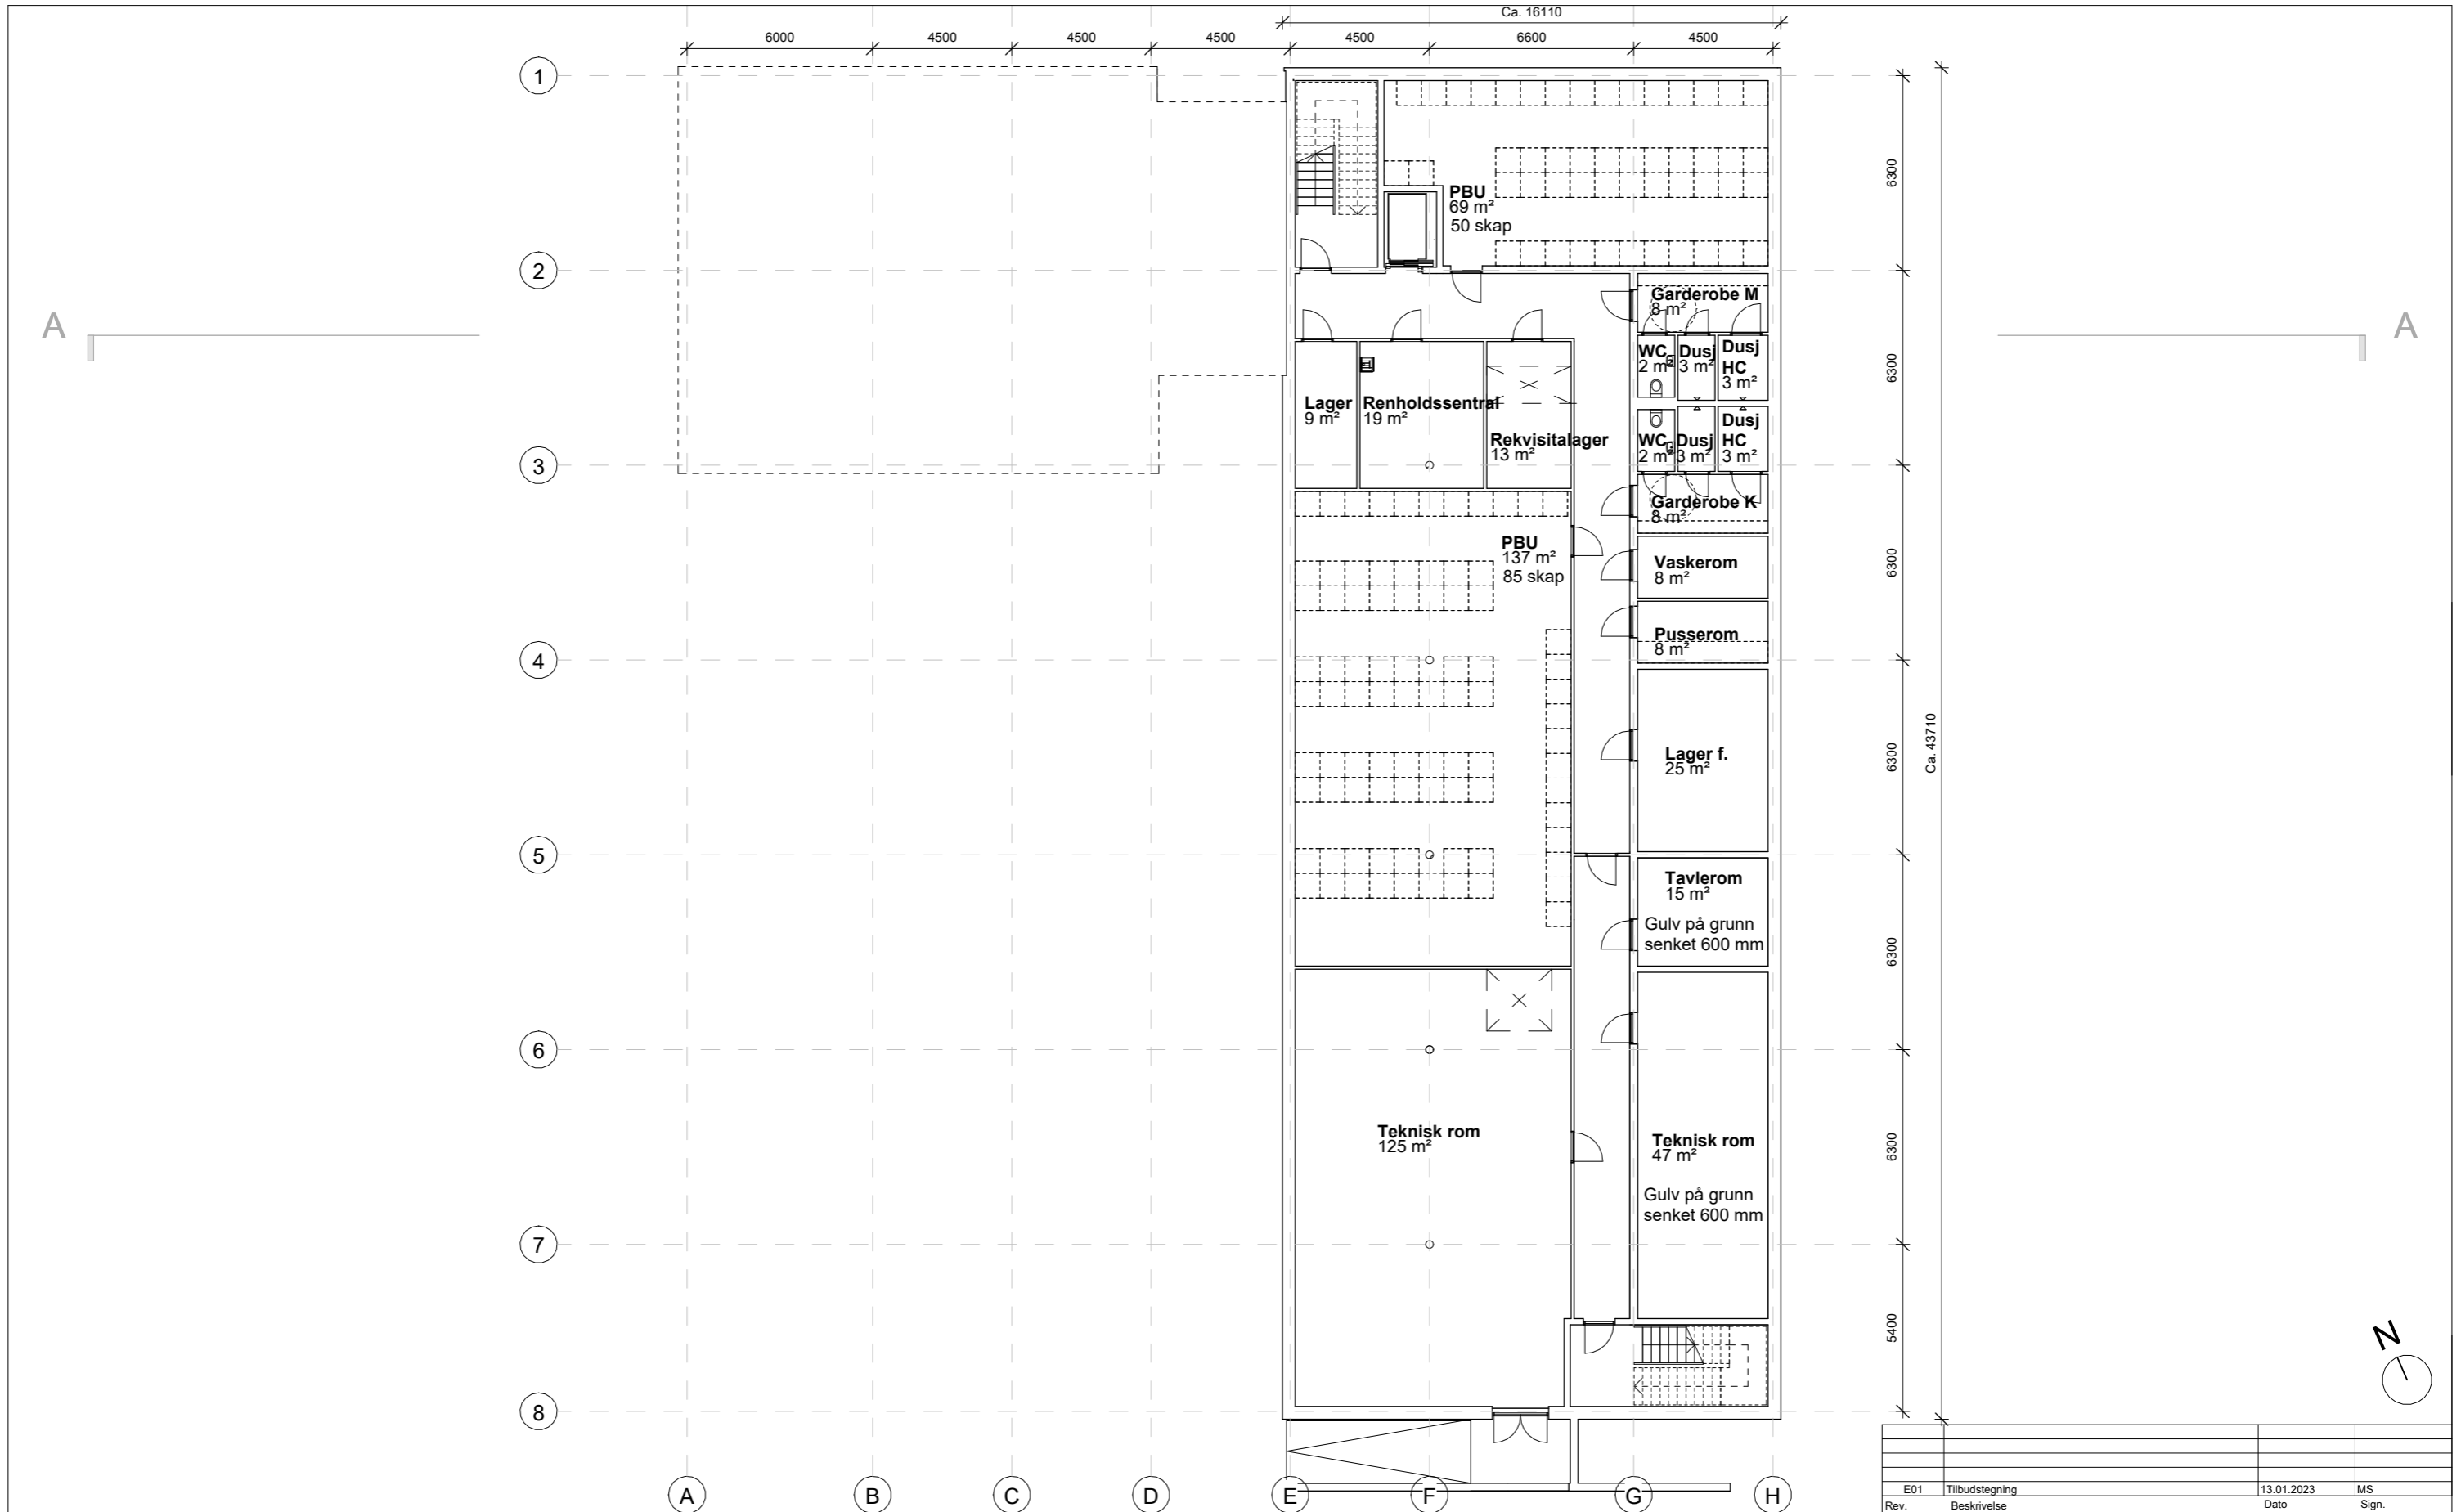 Ca. 16110
6000
4500
4500
4500
4500
6600
4500
1
2
3
4
5
6
7
8
A
A
PBU
69 m²
50 skap
Garderobe M
8 m²
WC
2 m²
Dusj
3 m²
Dusj
HC
3 m²
Lager
9 m²
Renholdssentral
19 m²
Rekvisitalager
13 m²
WC
2 m²
Dusj
3 m²
Dusj
HC
3 m²
Garderobe K
8 m²
PBU
137 m²
85 skap
Vaskerom
8 m²
Pusserom
8 m²
Lager f.
25 m²
Tavlerom
15 m²
Gulv på grunn
senket 600 mm
Teknisk rom
125 m²
Teknisk rom
47 m²
Gulv på grunn
senket 600 mm
6300
6300
6300
6300
6300
6300
5400
Ca. 43710
N
A
B
C
D
E
F
G
H
E01 Tilbudstegning 13.01.2023 MS
Rev. Beskrivelse Dato Sign.